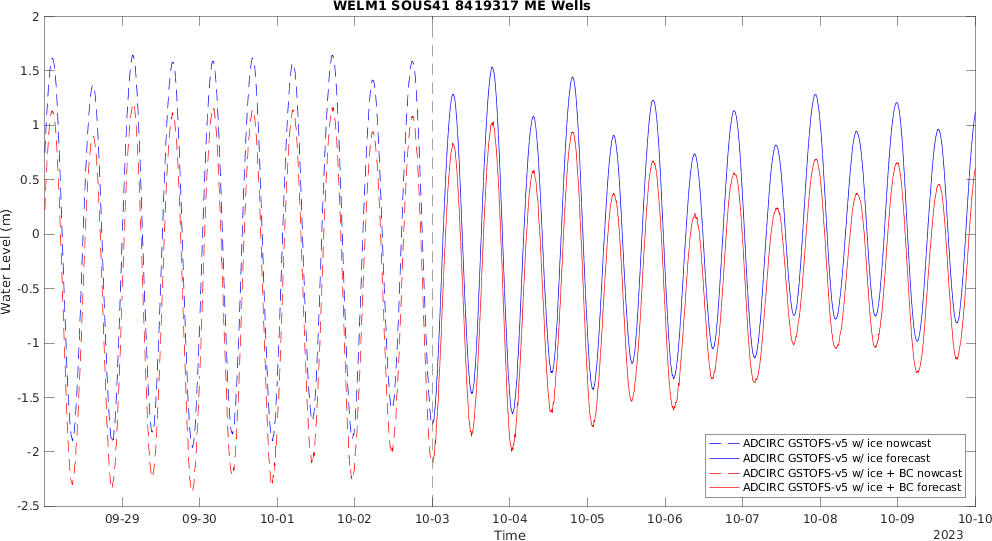 WELM1 SOUS41 8419317 ME Wells
Water Level (m)
2
1.5
1
0.5
0
-0.5
-1
-1.5
-2
-2.5
ADCIRC GSTOFS-v5 w/ ice nowcast
ADCIRC GSTOFS-v5 w/ ice forecast
ADCIRC GSTOFS-v5 w/ ice + BC nowcast
ADCIRC GSTOFS-v5 w/ ice + BC forecast
09-29 09-30 10-01 10-02 10-03 10-04 10-05 10-06 10-07 10-08 10-09 10-10
Time
2023